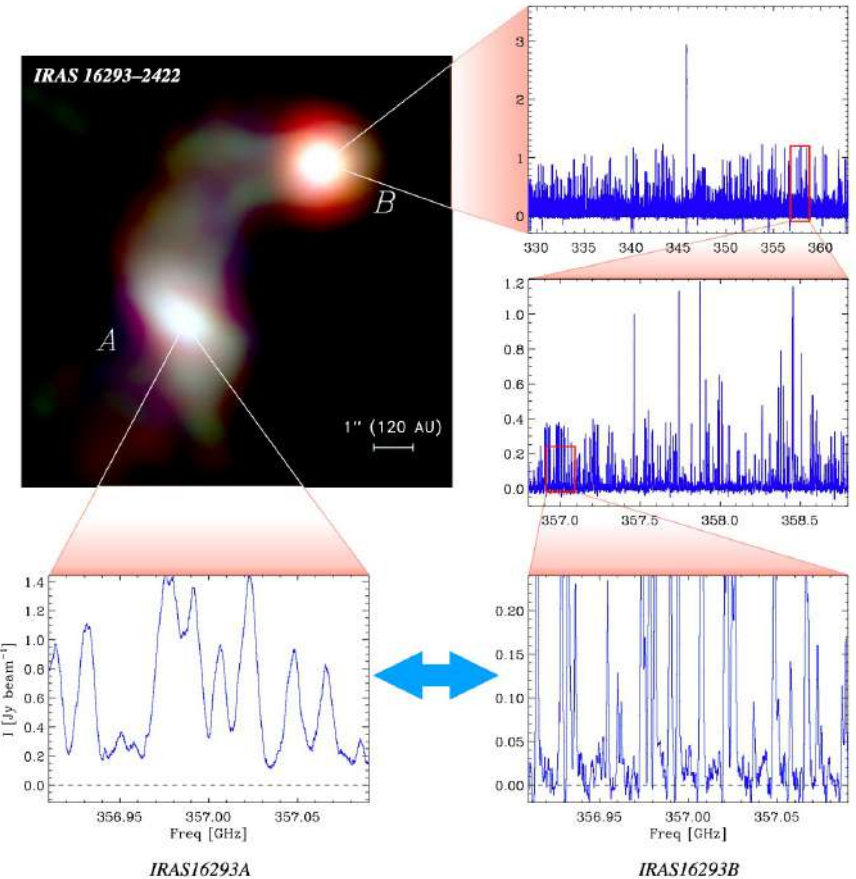 IRAS 16293–2422
B
A
1" (120 AU)
3
2
1
0
330 335 340 345 350 355 360
1.2
1.0
0.8
0.6
0.4
0.2
0.0
357.0 357.5 358.0 358.5
1.4
1.2
1.0
0.8
0.6
0.4
0.2
0.0
I [Jy beam⁻¹]
356.95 357.00 357.05
Freq [GHz]
IRAS16293A
0.20
0.15
0.10
0.05
0.00
356.95 357.00 357.05
Freq [GHz]
IRAS16293B